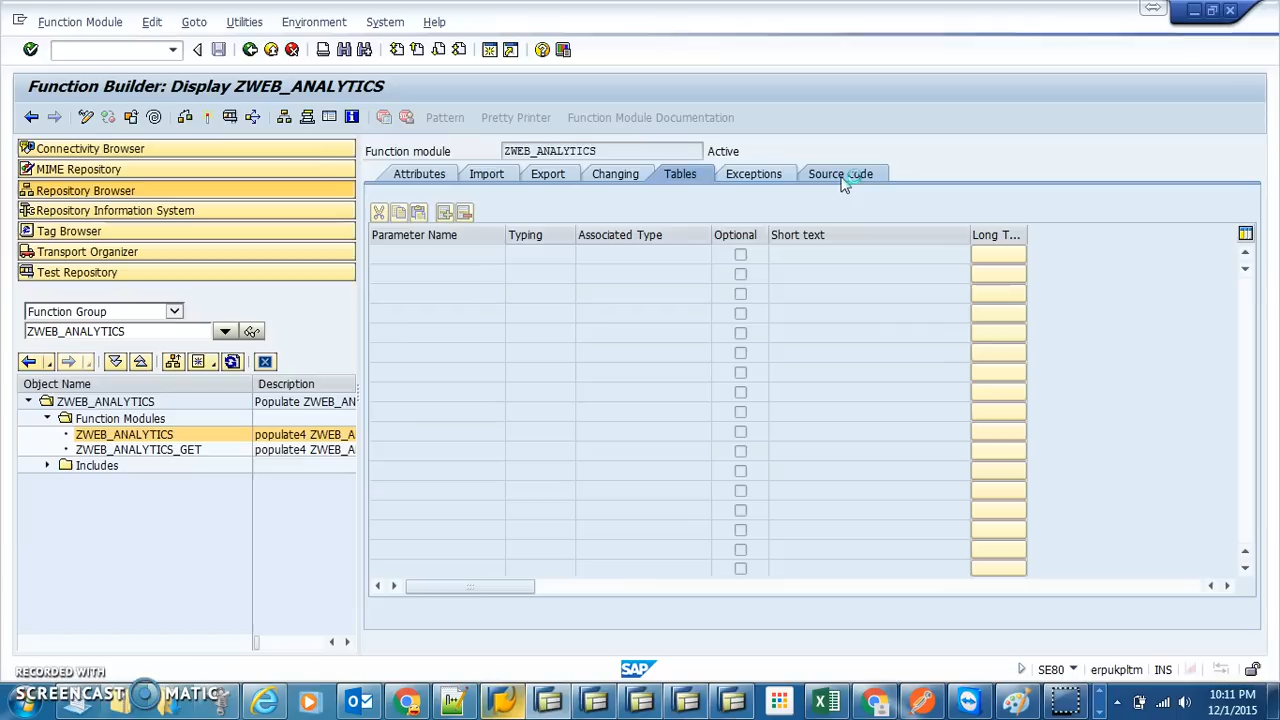 Function Module Edit Goto Utilities Environment System Help
Function Builder: Display ZWEB_ANALYTICS
Pattern Pretty Printer Function Module Documentation
Connectivity Browser
MIME Repository
Repository Browser
Repository Information System
Tag Browser
Transport Organizer
Test Repository
Function Group
ZWEB_ANALYTICS
Object Name Description
ZWEB_ANALYTICS Populate ZWEB_AN
Function Modules
ZWEB_ANALYTICS populate4 ZWEB_A
ZWEB_ANALYTICS_GET populate4 ZWEB_A
Includes
Function module ZWEB_ANALYTICS Active
Attributes Import Export Changing Tables Exceptions Source code
Parameter Name Typing Associated Type Optional Short text Long T...
SAP
SE80 erpukpltm INS
RECORDED WITH
SCREENCAST MATIC
10:11 PM
12/1/2015